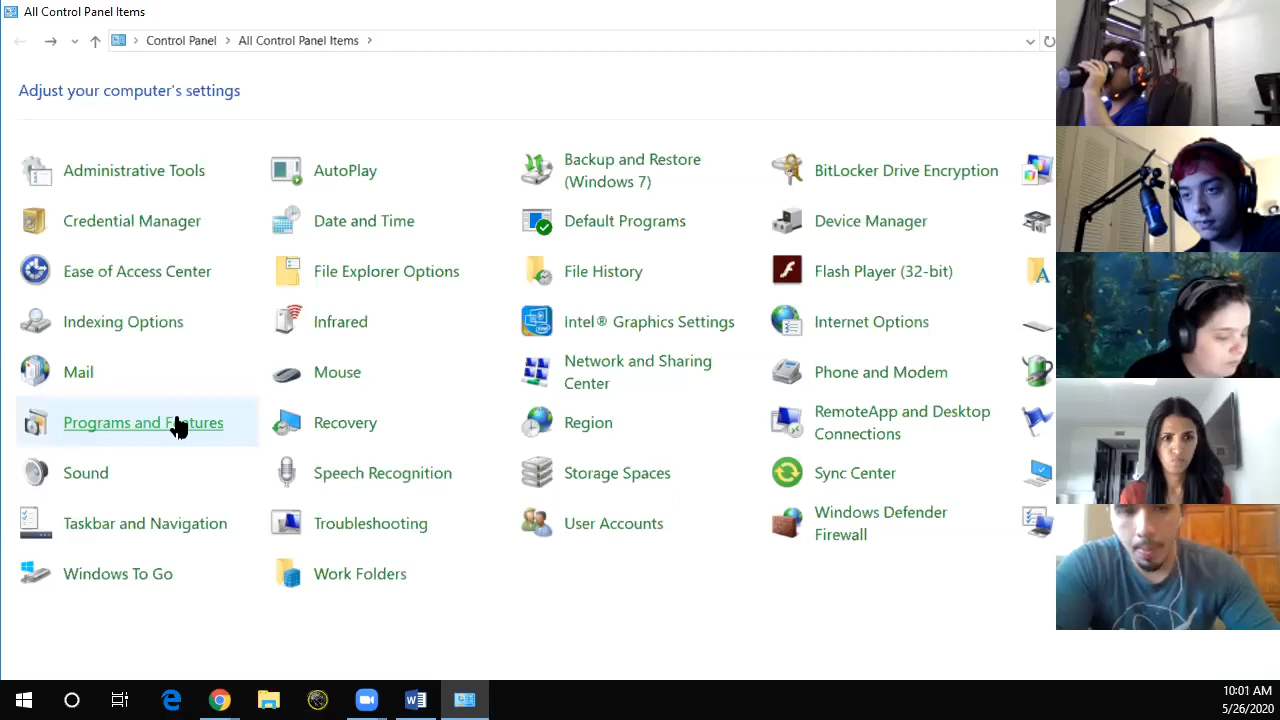 All Control Panel Items
Control Panel > All Control Panel Items >
Adjust your computer's settings
Administrative Tools
AutoPlay
Backup and Restore
(Windows 7)
BitLocker Drive Encryption
Credential Manager
Date and Time
Default Programs
Device Manager
Ease of Access Center
File Explorer Options
File History
Flash Player (32-bit)
Indexing Options
Infrared
Intel® Graphics Settings
Internet Options
Mail
Mouse
Network and Sharing
Center
Phone and Modem
Programs and Features
Recovery
Region
RemoteApp and Desktop
Connections
Sound
Speech Recognition
Storage Spaces
Sync Center
Taskbar and Navigation
Troubleshooting
User Accounts
Windows Defender
Firewall
Windows To Go
Work Folders
10:01 AM
5/26/2020